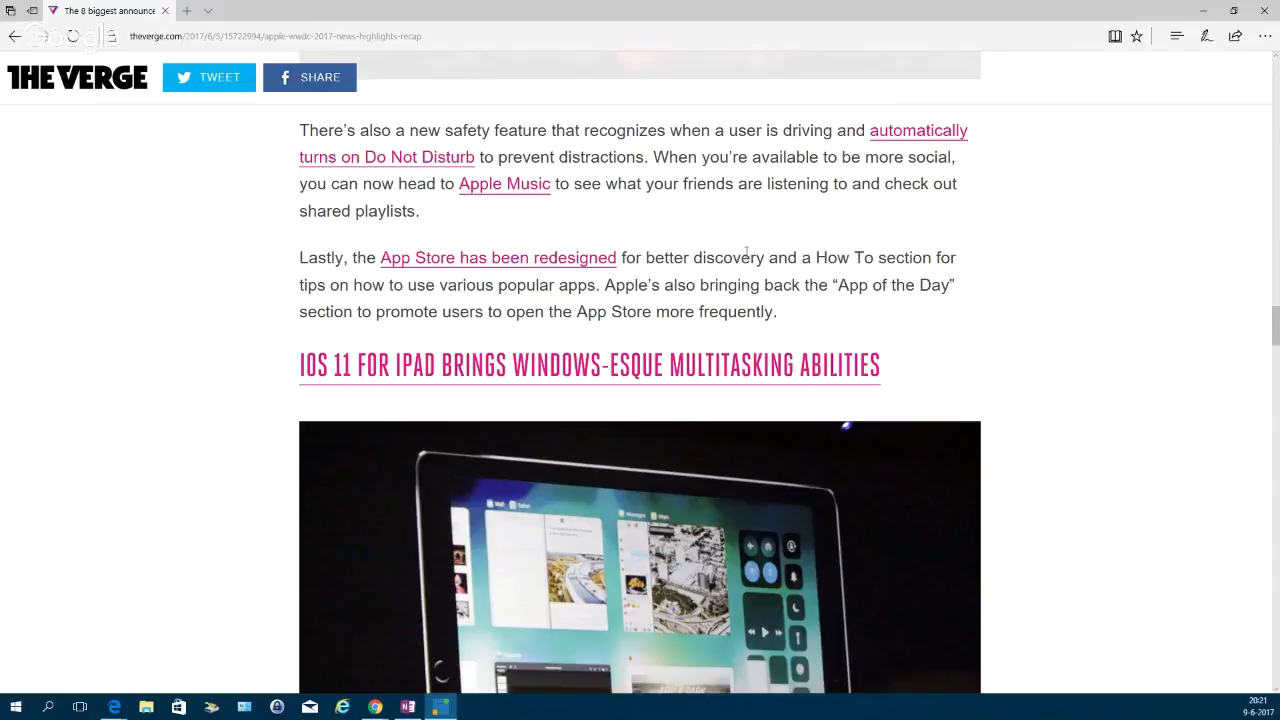 The 8 biggest announce
theverge.com/2017/6/5/15722994/apple-wwdc-2017-news-highlights-recap
THE VERGE
TWEET
SHARE
There's also a new safety feature that recognizes when a user is driving and automatically
turns on Do Not Disturb to prevent distractions. When you're available to be more social,
you can now head to Apple Music to see what your friends are listening to and check out
shared playlists.
Lastly, the App Store has been redesigned for better discovery and a How To section for
tips on how to use various popular apps. Apple's also bringing back the “App of the Day”
section to promote users to open the App Store more frequently.
IOS 11 FOR IPAD BRINGS WINDOWS-ESQUE MULTITASKING ABILITIES
Mail Safari
Messages Maps
20:21
9-6-2017